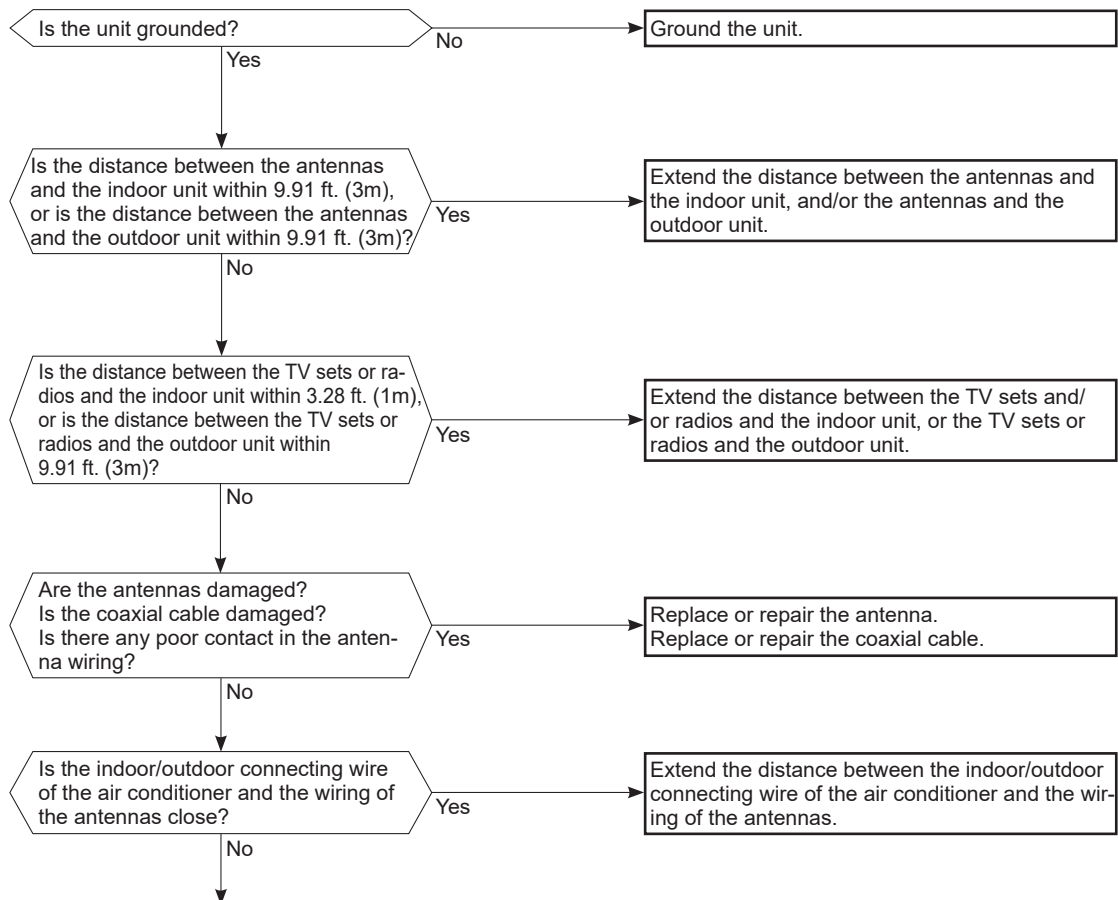 Is the unit grounded?
No
Ground the unit.
Yes
Is the distance between the antennas
and the indoor unit within 9.91 ft. (3m),
or is the distance between the antennas
and the outdoor unit within 9.91 ft. (3m)?
Yes
Extend the distance between the antennas and
the indoor unit, and/or the antennas and the
outdoor unit.
No
Is the distance between the TV sets or ra-
dios and the indoor unit within 3.28 ft. (1m),
or is the distance between the TV sets or
radios and the outdoor unit within
9.91 ft. (3m)?
Yes
Extend the distance between the TV sets and/
or radios and the indoor unit, or the TV sets or
radios and the outdoor unit.
No
Are the antennas damaged?
Is the coaxial cable damaged?
Is there any poor contact in the anten-
na wiring?
Yes
Replace or repair the antenna.
Replace or repair the coaxial cable.
No
Is the indoor/outdoor connecting wire
of the air conditioner and the wiring of
the antennas close?
Yes
Extend the distance between the indoor/outdoor
connecting wire of the air conditioner and the wir-
ing of the antennas.
No